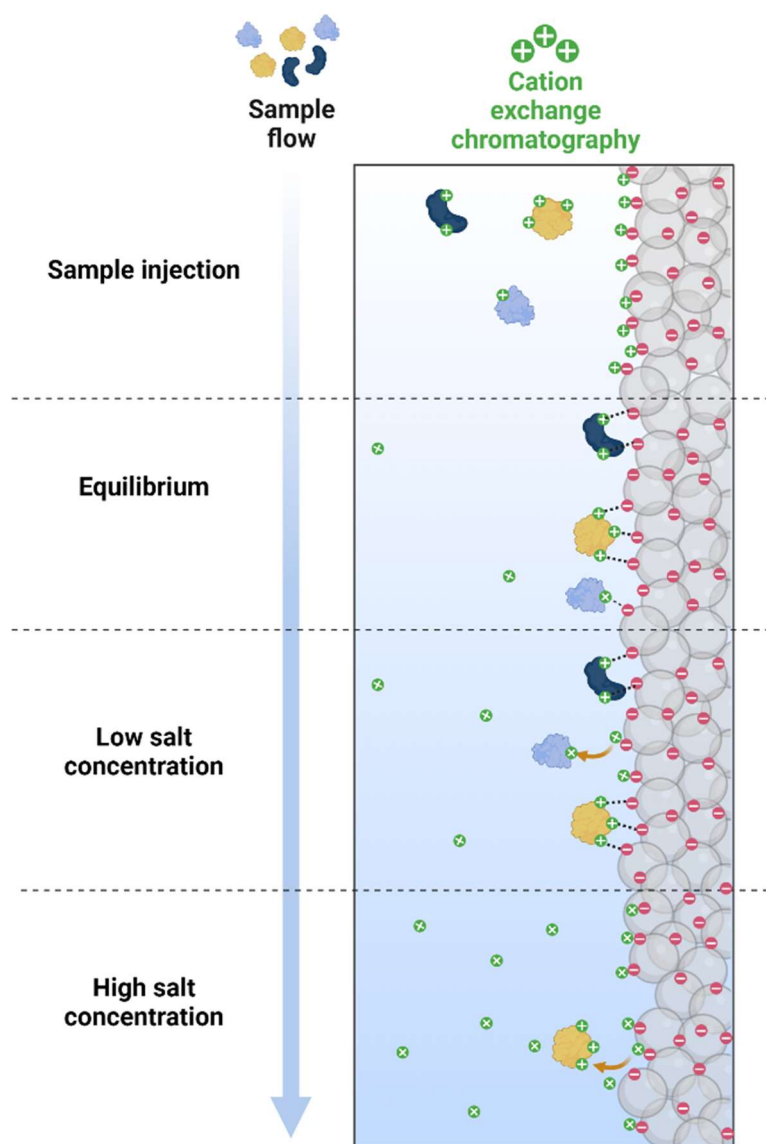 Sample
flow
Cation
exchange
chromatography
Sample injection
Equilibrium
Low salt
concentration
High salt
concentration